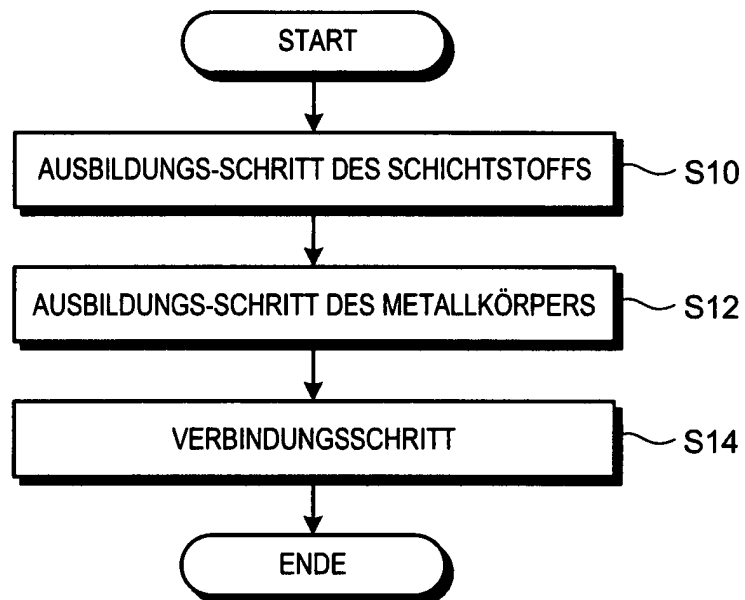 START
AUSBILDUNGS-SCHRITT DES SCHICHTSTOFFS
S10
AUSBILDUNGS-SCHRITT DES METALLKÖRPERS
S12
VERBINDUNGSSCHRITT
S14
ENDE